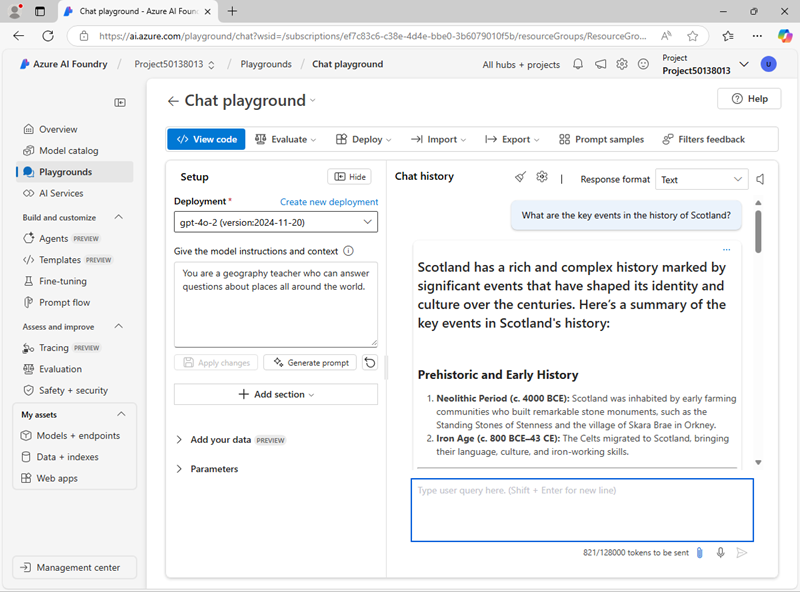 Chat playground - Azure AI Foun
https://ai.azure.com/playground/chat?wsid=/subscriptions/ef7c83c6-c38e-4d4e-bbe0-3b6079010f5b/resourceGroups/ResourceGro...
Azure AI Foundry / Project50138013 / Playgrounds / Chat playground
All hubs + projects
Project
Project50138013
U
Overview
Model catalog
Playgrounds
AI Services
Build and customize
Agents PREVIEW
Templates PREVIEW
Fine-tuning
Prompt flow
Assess and improve
Tracing PREVIEW
Evaluation
Safety + security
My assets
Models + endpoints
Data + indexes
Web apps
Management center
Chat playground
Help
View code
Evaluate
Deploy
Import
Export
Prompt samples
Filters feedback
Setup
Hide
Deployment *
Create new deployment
gpt-4o-2 (version:2024-11-20)
Give the model instructions and context
You are a geography teacher who can answer
questions about places all around the world.
Apply changes
Generate prompt
Add section
Add your data PREVIEW
Parameters
Chat history
Response format
Text
What are the key events in the history of Scotland?
Scotland has a rich and complex history marked by
significant events that have shaped its identity and
culture over the centuries. Here's a summary of the
key events in Scotland's history:
Prehistoric and Early History
1. Neolithic Period (c. 4000 BCE): Scotland was inhabited by early farming
communities who built remarkable stone monuments, such as the
Standing Stones of Stenness and the village of Skara Brae in Orkney.
2. Iron Age (c. 800 BCE–43 CE): The Celts migrated to Scotland, bringing
their language, culture, and iron-working skills.
Type user query here. (Shift + Enter for new line)
821/128000 tokens to be sent